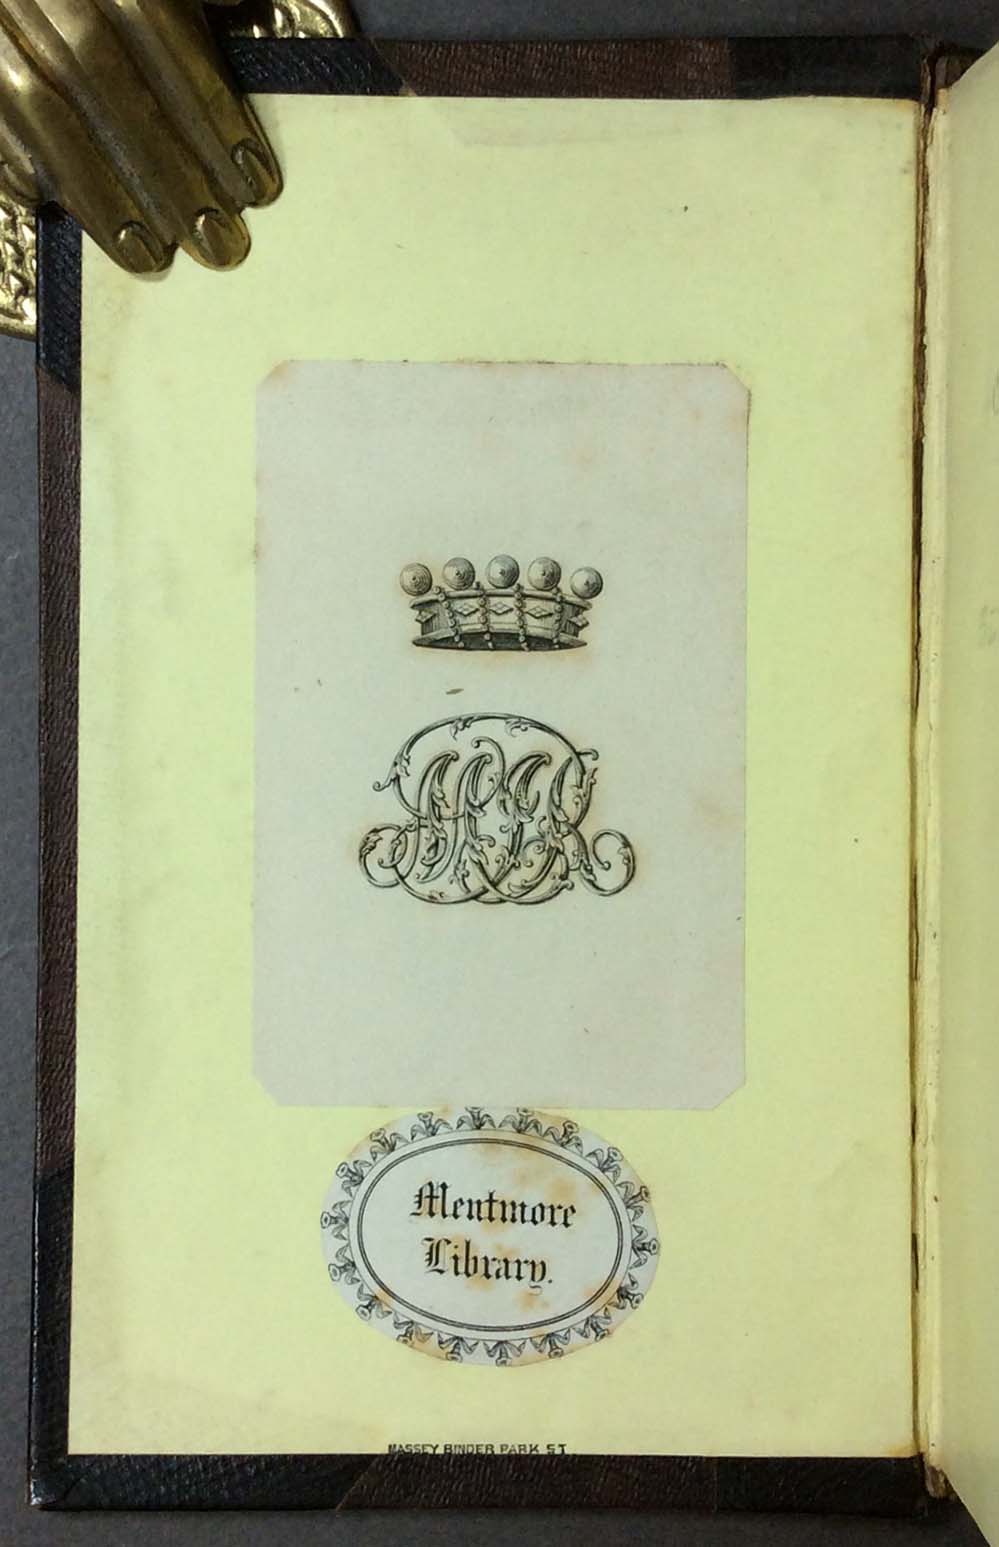 Mentmore
Library.
MASSEY BINDER PARK ST